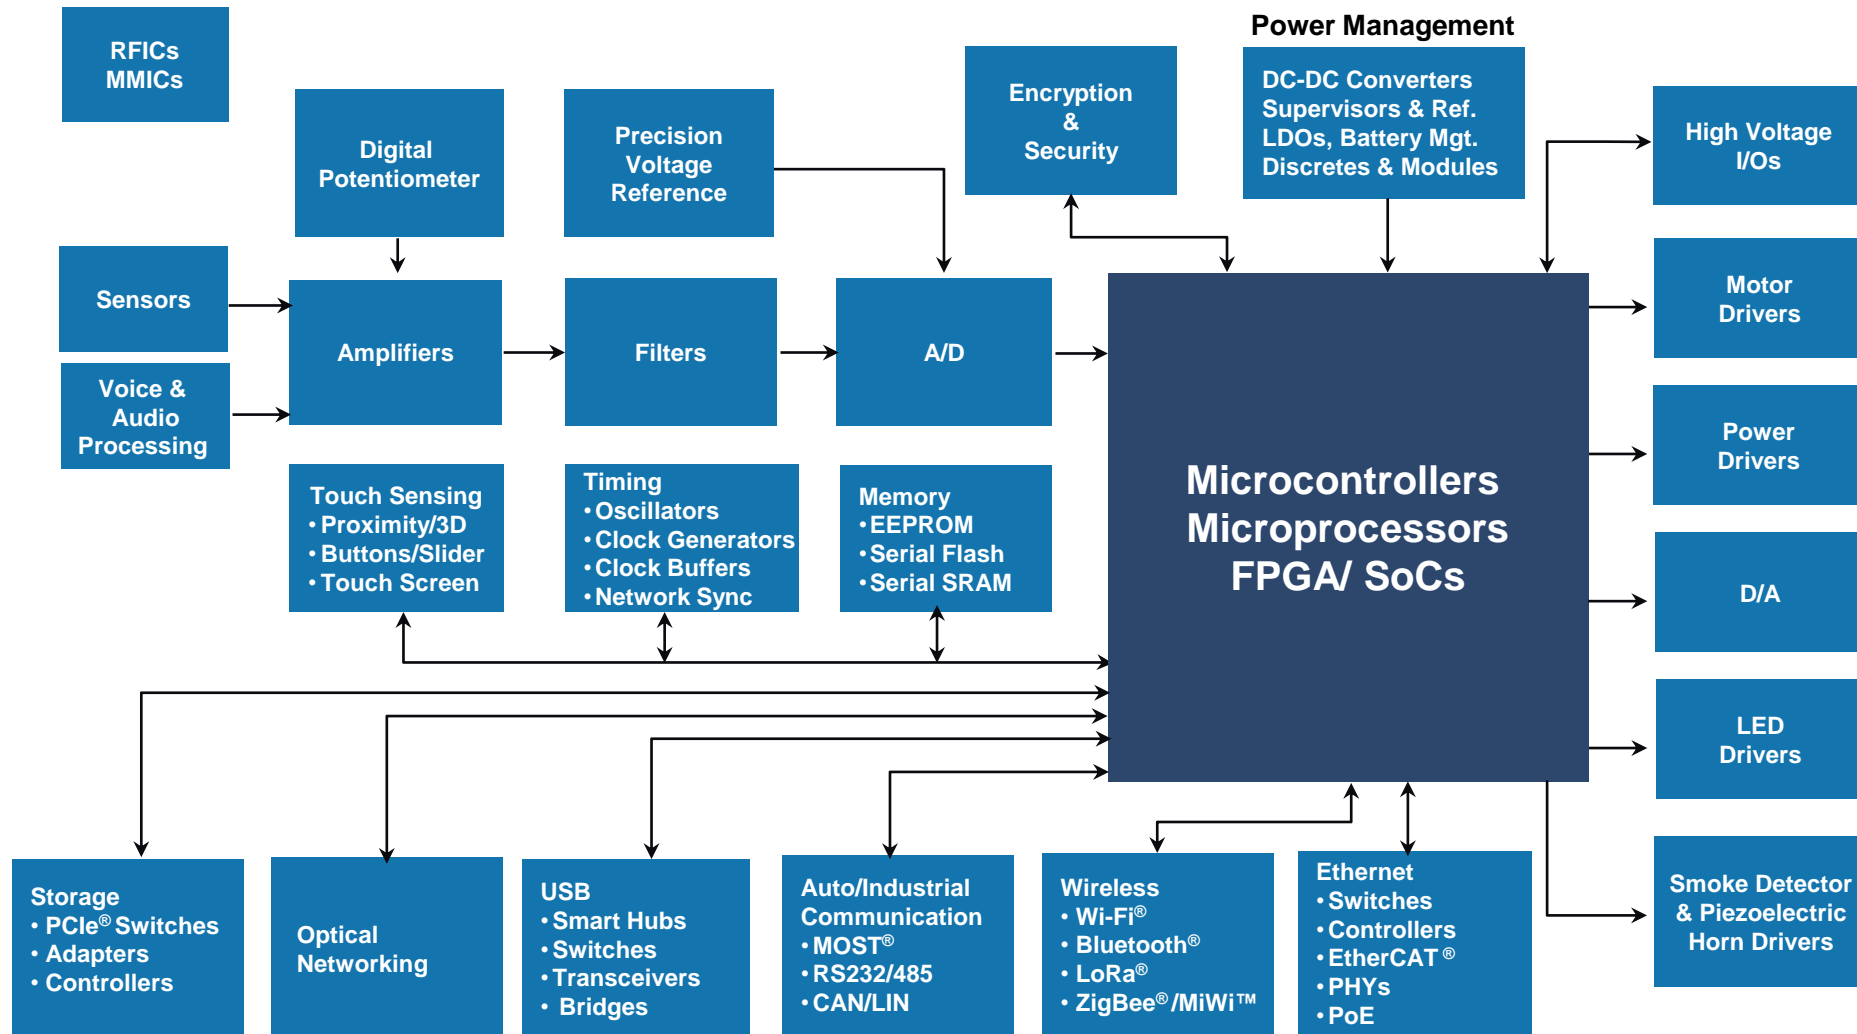 Power Management
RFICs
MMICs
Digital
Potentiometer
Precision
Voltage
Reference
Encryption
&
Security
DC-DC Converters
Supervisors & Ref.
LDOs, Battery Mgt.
Discretes & Modules
High Voltage
I/Os
Sensors
Voice &
Audio
Processing
Amplifiers
Filters
A/D
Motor
Drivers
Power
Drivers
Touch Sensing
• Proximity/3D
• Buttons/Slider
• Touch Screen
Timing
• Oscillators
• Clock Generators
• Clock Buffers
• Network Sync
Memory
• EEPROM
• Serial Flash
• Serial SRAM
Microcontrollers
Microprocessors
FPGA/ SoCs
D/A
LED
Drivers
Storage
• PCIe® Switches
• Adapters
• Controllers
Optical
Networking
USB
• Smart Hubs
• Switches
• Transceivers
• Bridges
Auto/Industrial
Communication
• MOST®
• RS232/485
• CAN/LIN
Wireless
• Wi-Fi®
• Bluetooth®
• LoRa®
• ZigBee® /MiWi™
Ethernet
• Switches
• Controllers
• EtherCAT ®
• PHYs
• PoE
Smoke Detector
& Piezoelectric
Horn Drivers